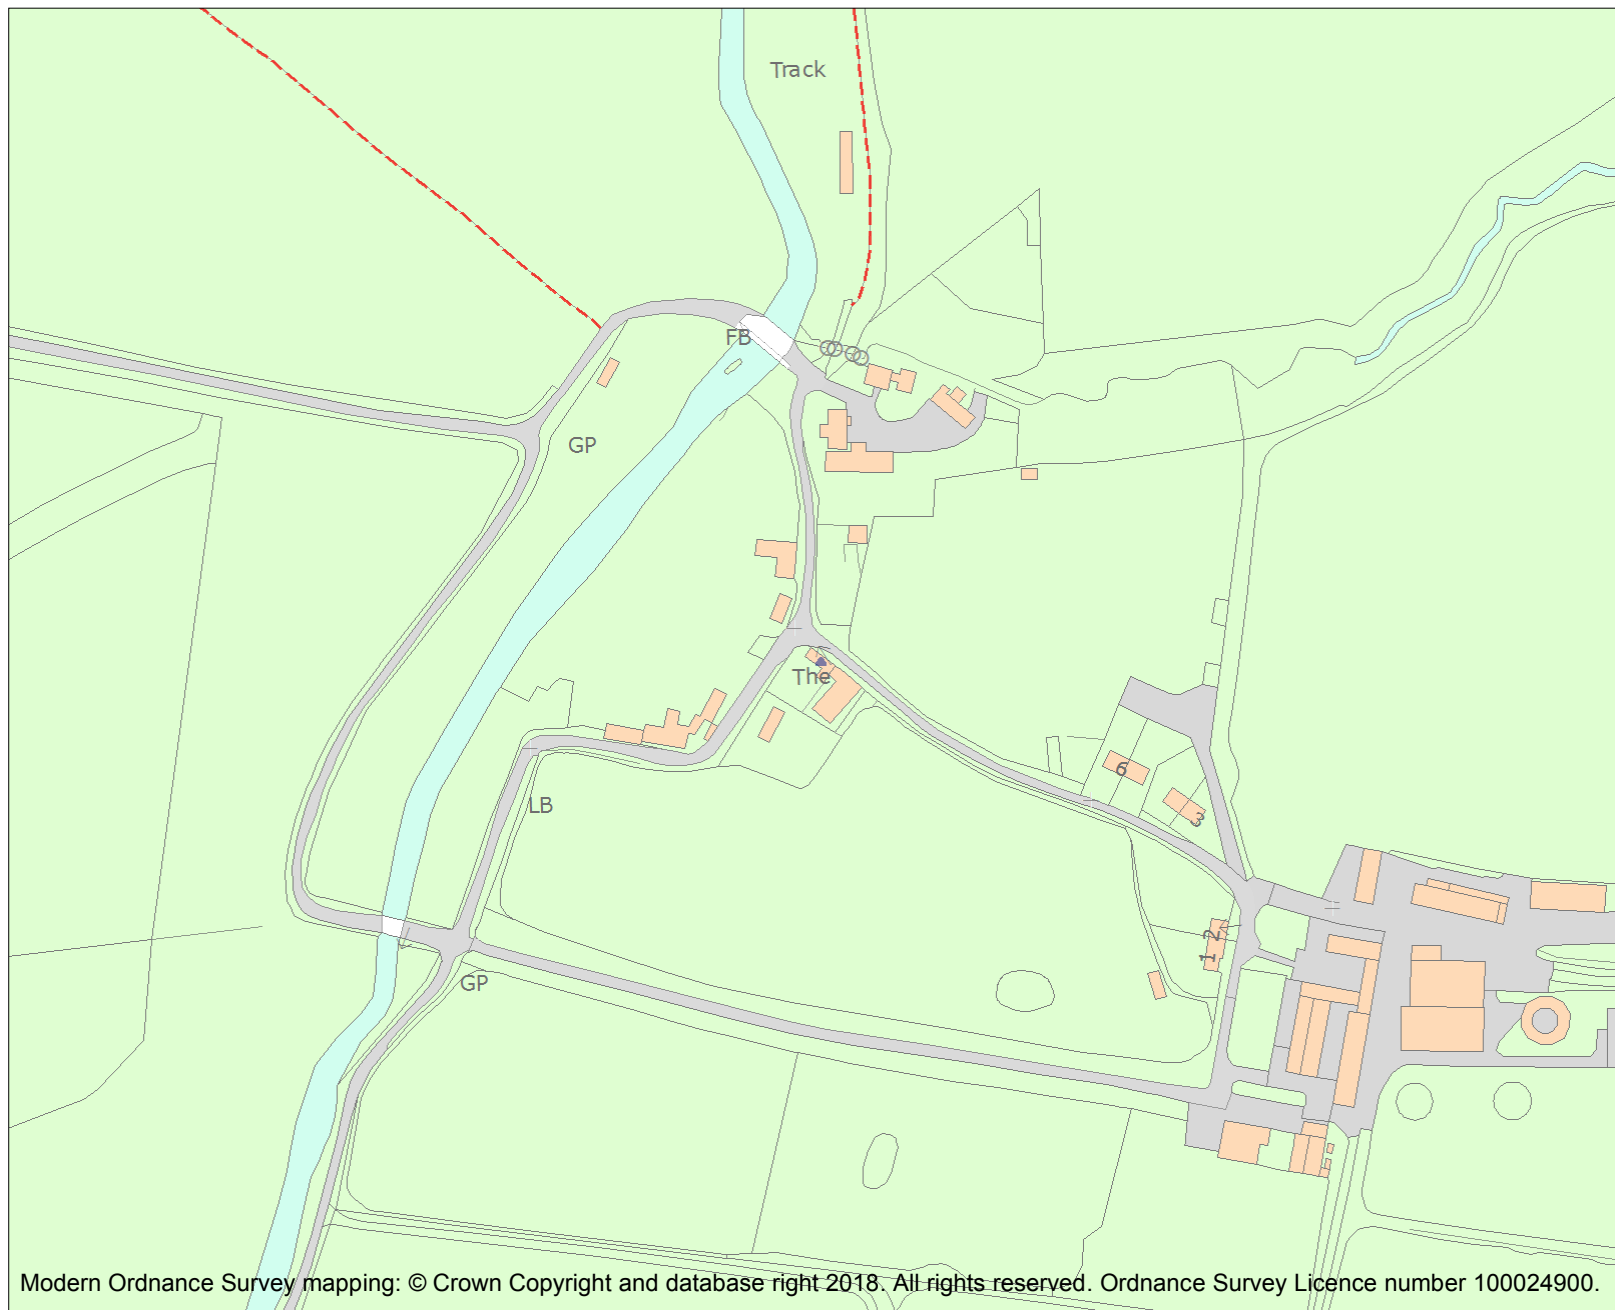 Track
FB
GP
The
6
3
LB
1 2
GP
Modern Ordnance Survey mapping: © Crown Copyright and database right 2018. All rights reserved. Ordnance Survey Licence number 100024900.